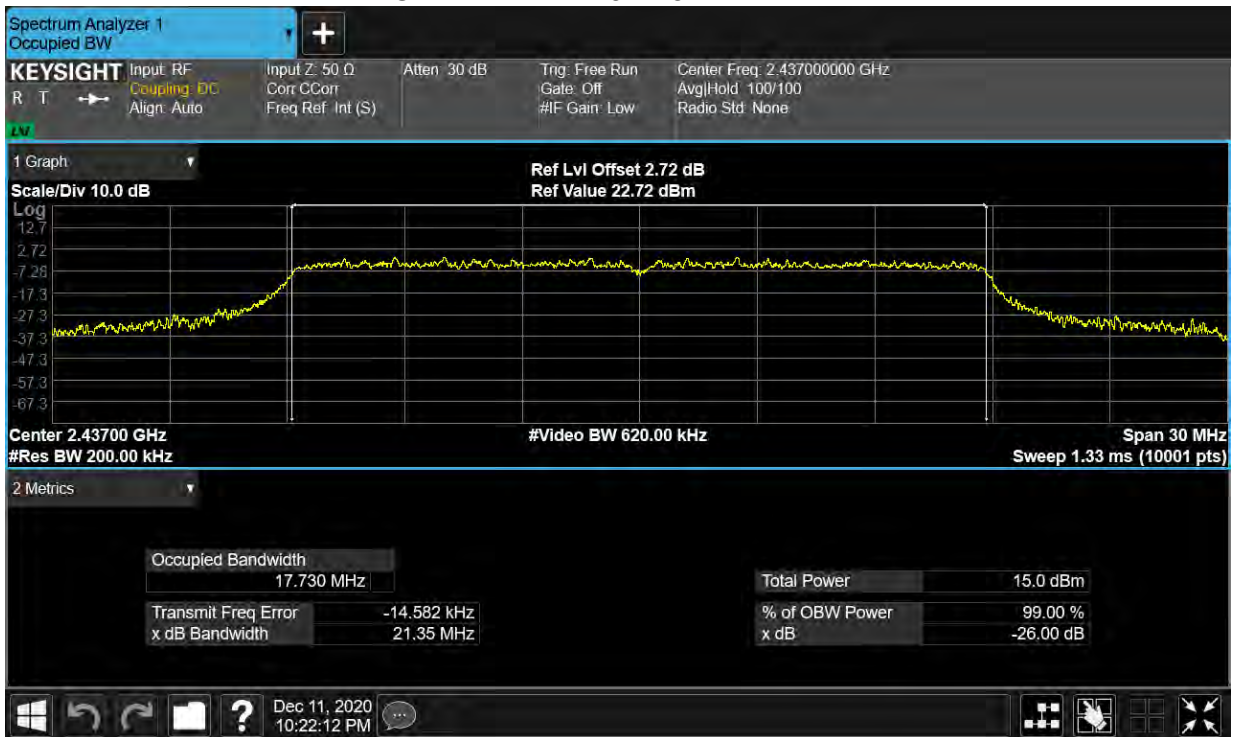 Spectrum Analyzer 1
Occupied BW
+
KEYSIGHT Input: RF Input Z: 50 Ω Atten: 30 dB Trig: Free Run Center Freq: 2.437000000 GHz
R T Coupling: DC Corr CCorr Gate: Off Avg|Hold: 100/100
Align: Auto Freq Ref: Int (S) #IF Gain: Low Radio Std: None
LXI
1 Graph
Ref Lvl Offset 2.72 dB
Scale/Div 10.0 dB Ref Value 22.72 dBm
Log
12.7
2.72
-7.28
-17.3
-27.3
-37.3
-47.3
-57.3
-67.3
Center 2.43700 GHz #Video BW 620.00 kHz Span 30 MHz
#Res BW 200.00 kHz Sweep 1.33 ms (10001 pts)
2 Metrics
Occupied Bandwidth
17.730 MHz Total Power 15.0 dBm
Transmit Freq Error -14.582 kHz % of OBW Power 99.00 %
x dB Bandwidth 21.35 MHz x dB -26.00 dB
? Dec 11, 2020
10:22:12 PM